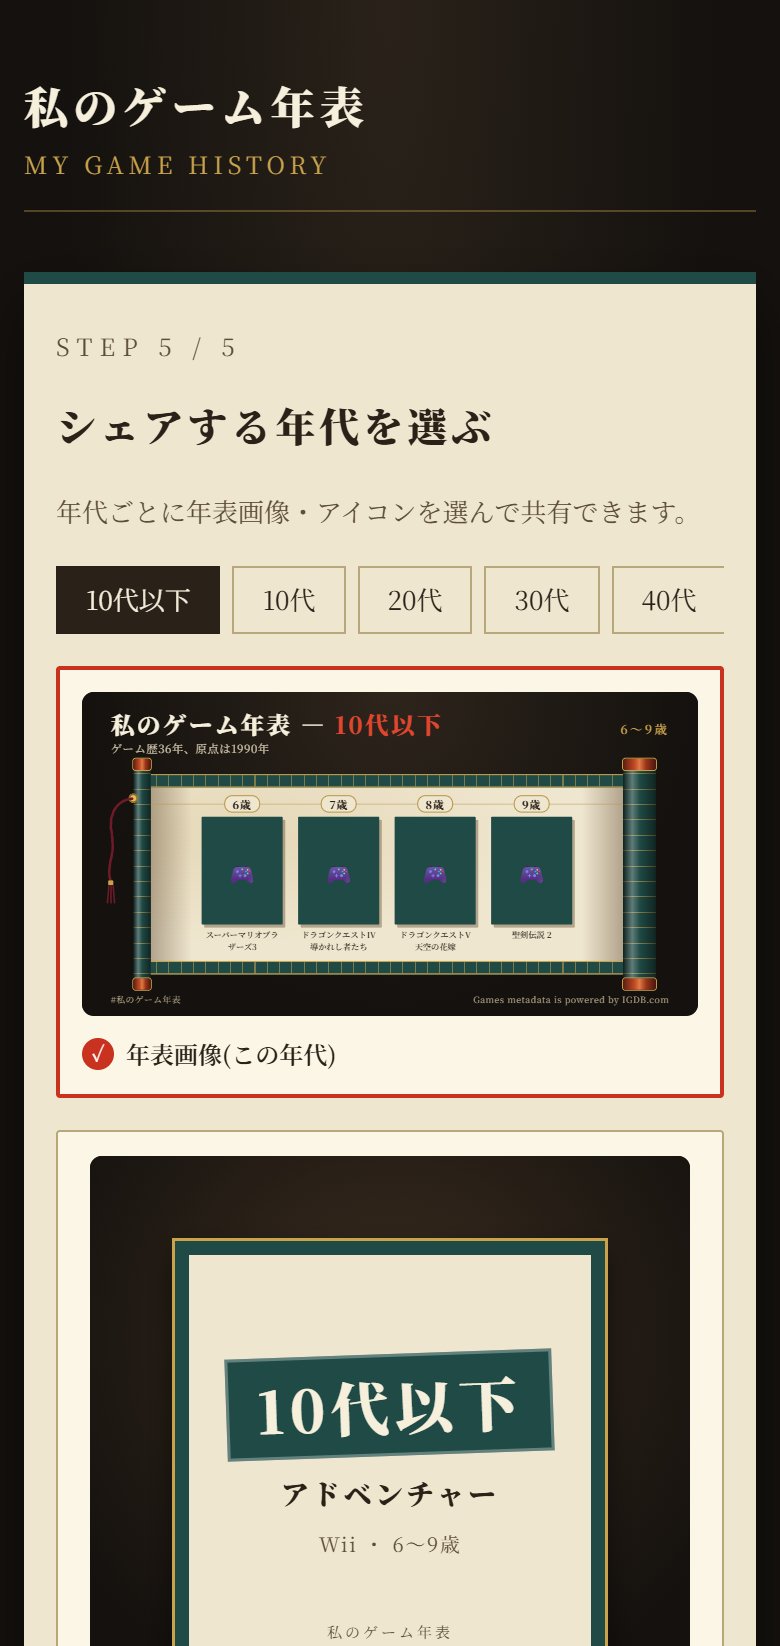 私のゲーム年表
MY GAME HISTORY
STEP 5 / 5
シェアする年代を選ぶ
年代ごとに年表画像・アイコンを選んで共有できます。
10代以下 10代 20代 30代 40代
私のゲーム年表 — 10代以下 6〜9歳
ゲーム歴36年、原点は1990年
6歳 7歳 8歳 9歳
スーパーマリオブラ ドラゴンクエストIV ドラゴンクエストV 聖剣伝説 2
ザーズ3 導かれし者たち 天空の花嫁
#私のゲーム年表 Games metadata is powered by IGDB.com
年表画像(この年代)
10代以下
アドベンチャー
Wii ・ 6〜9歳
私のゲーム年表